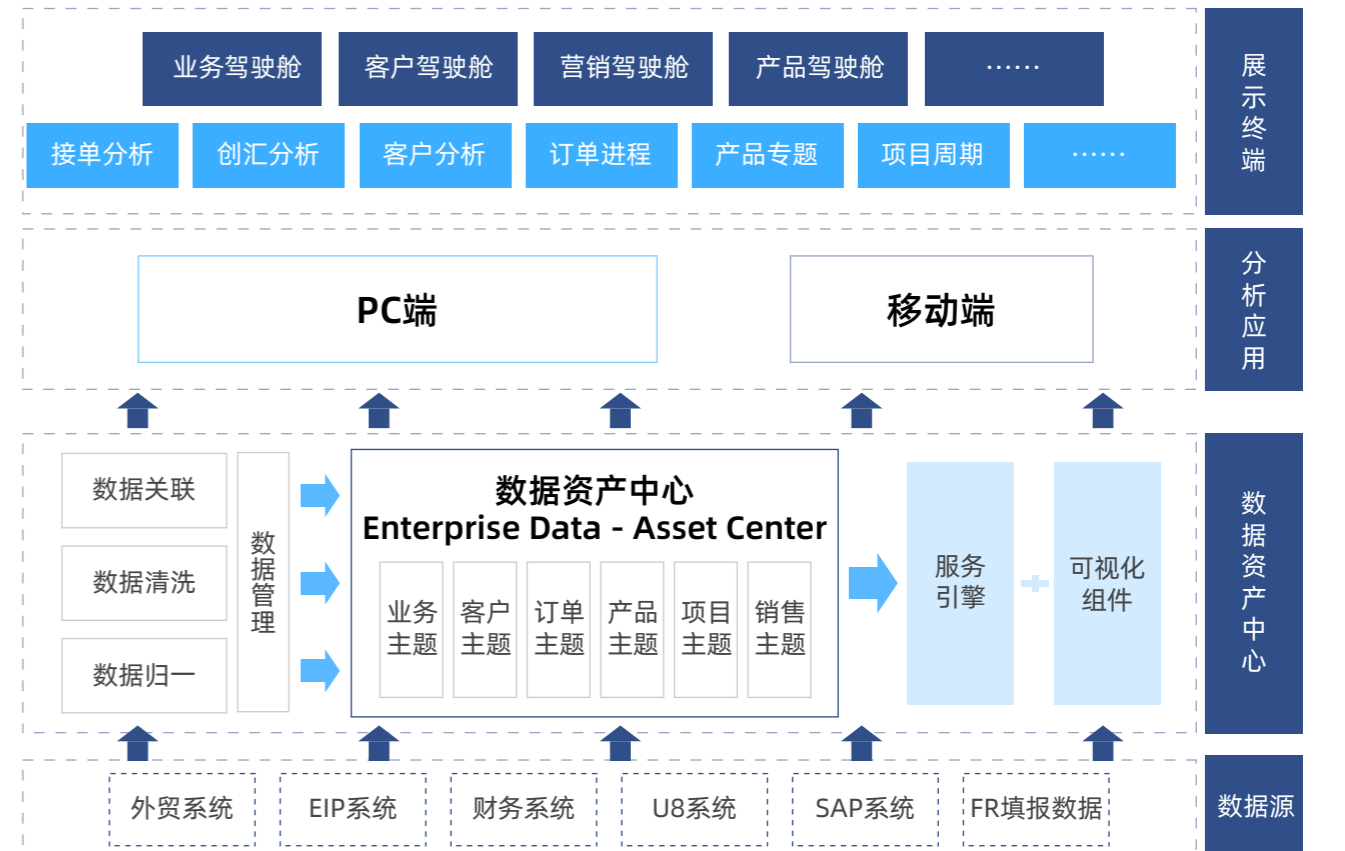 业务驾驶舱
客户驾驶舱
营销驾驶舱
产品驾驶舱
······
接单分析
创汇分析
客户分析
订单进程
产品专题
项目周期
······
展
示
终
端
PC端
移动端
分
析
应
用
数据关联
数据清洗
数据归一
数
据
管
理
数据资产中心
Enterprise Data - Asset Center
业务
主题
客户
主题
订单
主题
产品
主题
项目
主题
销售
主题
服务
引擎
可视化
组件
数
据
资
产
中
心
外贸系统
EIP系统
财务系统
U8系统
SAP系统
FR填报数据
数据源